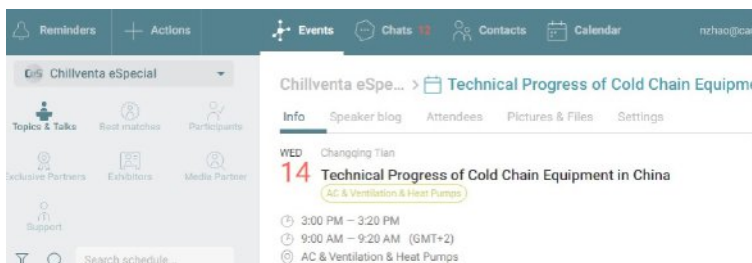 Reminders Actions Events Chats 12 Contacts Calendar nzhao@ca
Chillventa eSpecial
Chillventa eSpe... > Technical Progress of Cold Chain Equipme
Topics & Talks Best matches Participants
Info Speaker blog Attendees Pictures & Files Settings
WED Changqing Tian
14 Technical Progress of Cold Chain Equipment in China
AC & Ventilation & Heat Pumps
Exclusive Partners Exhibitors Media Partner
3:00 PM – 3:20 PM
Support
9:00 AM – 9:20 AM (GMT+2)
Search schedule...
AC & Ventilation & Heat Pumps